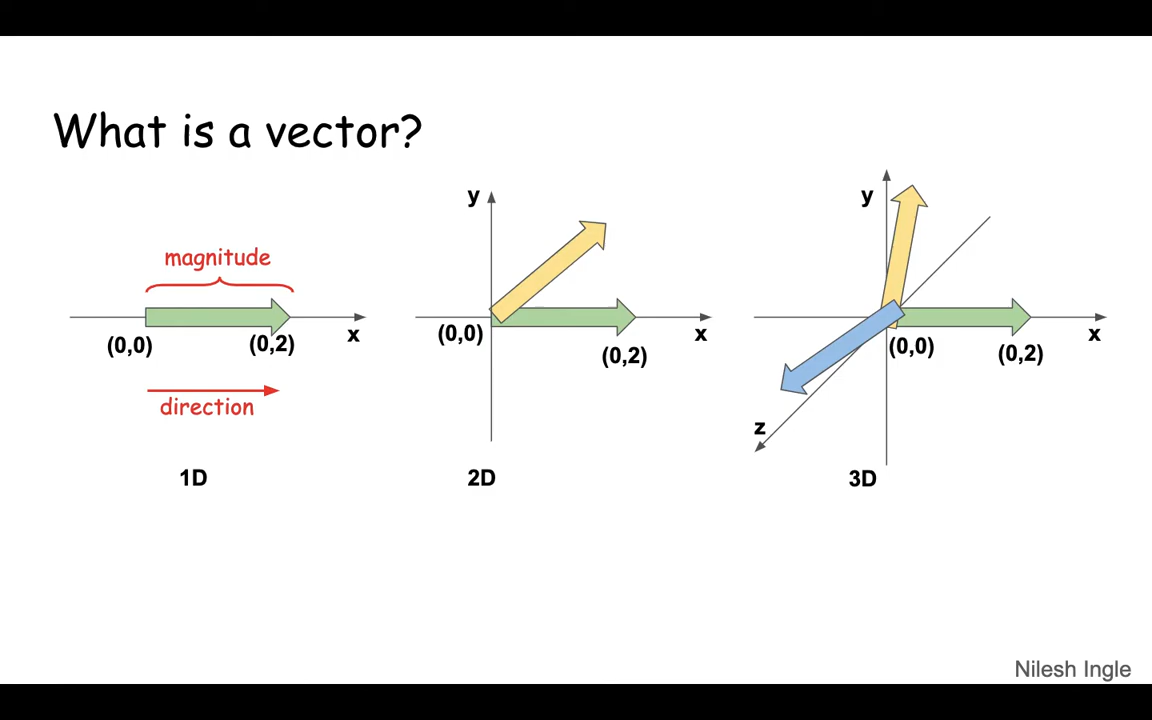 What is a vector?
magnitude
(0,0)
(0,2)
x
direction
1D
y
(0,0)
(0,2)
x
2D
y
(0,0)
(0,2)
x
z
3D
Nilesh Ingle